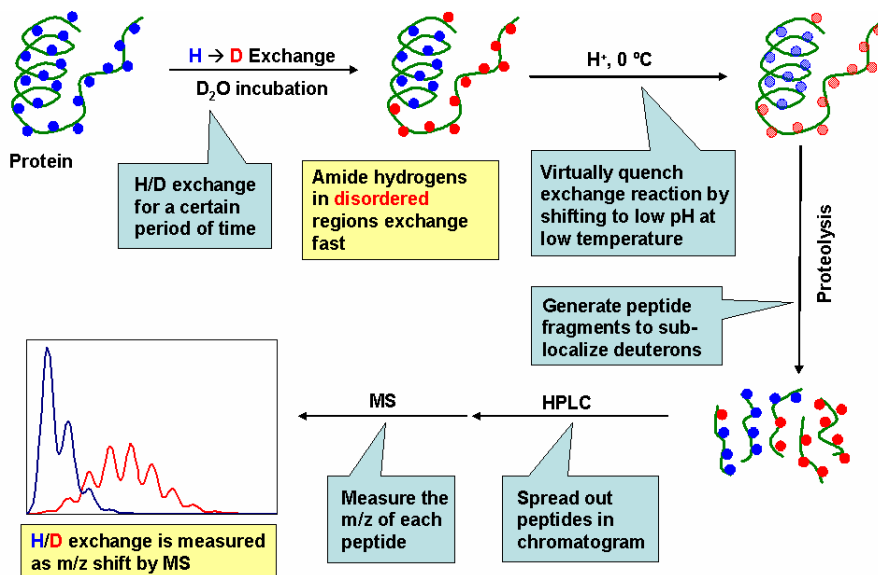 Protein
H → D Exchange
D₂O incubation
H/D exchange
for a certain
period of time
Amide hydrogens
in disordered
regions exchange
fast
H⁺, 0 ºC
Virtually quench
exchange reaction by
shifting to low pH at
low temperature
Proteolysis
Generate peptide
fragments to sub-
localize deuterons
HPLC
Spread out
peptides in
chromatogram
MS
Measure the
m/z of each
peptide
H/D exchange is measured
as m/z shift by MS